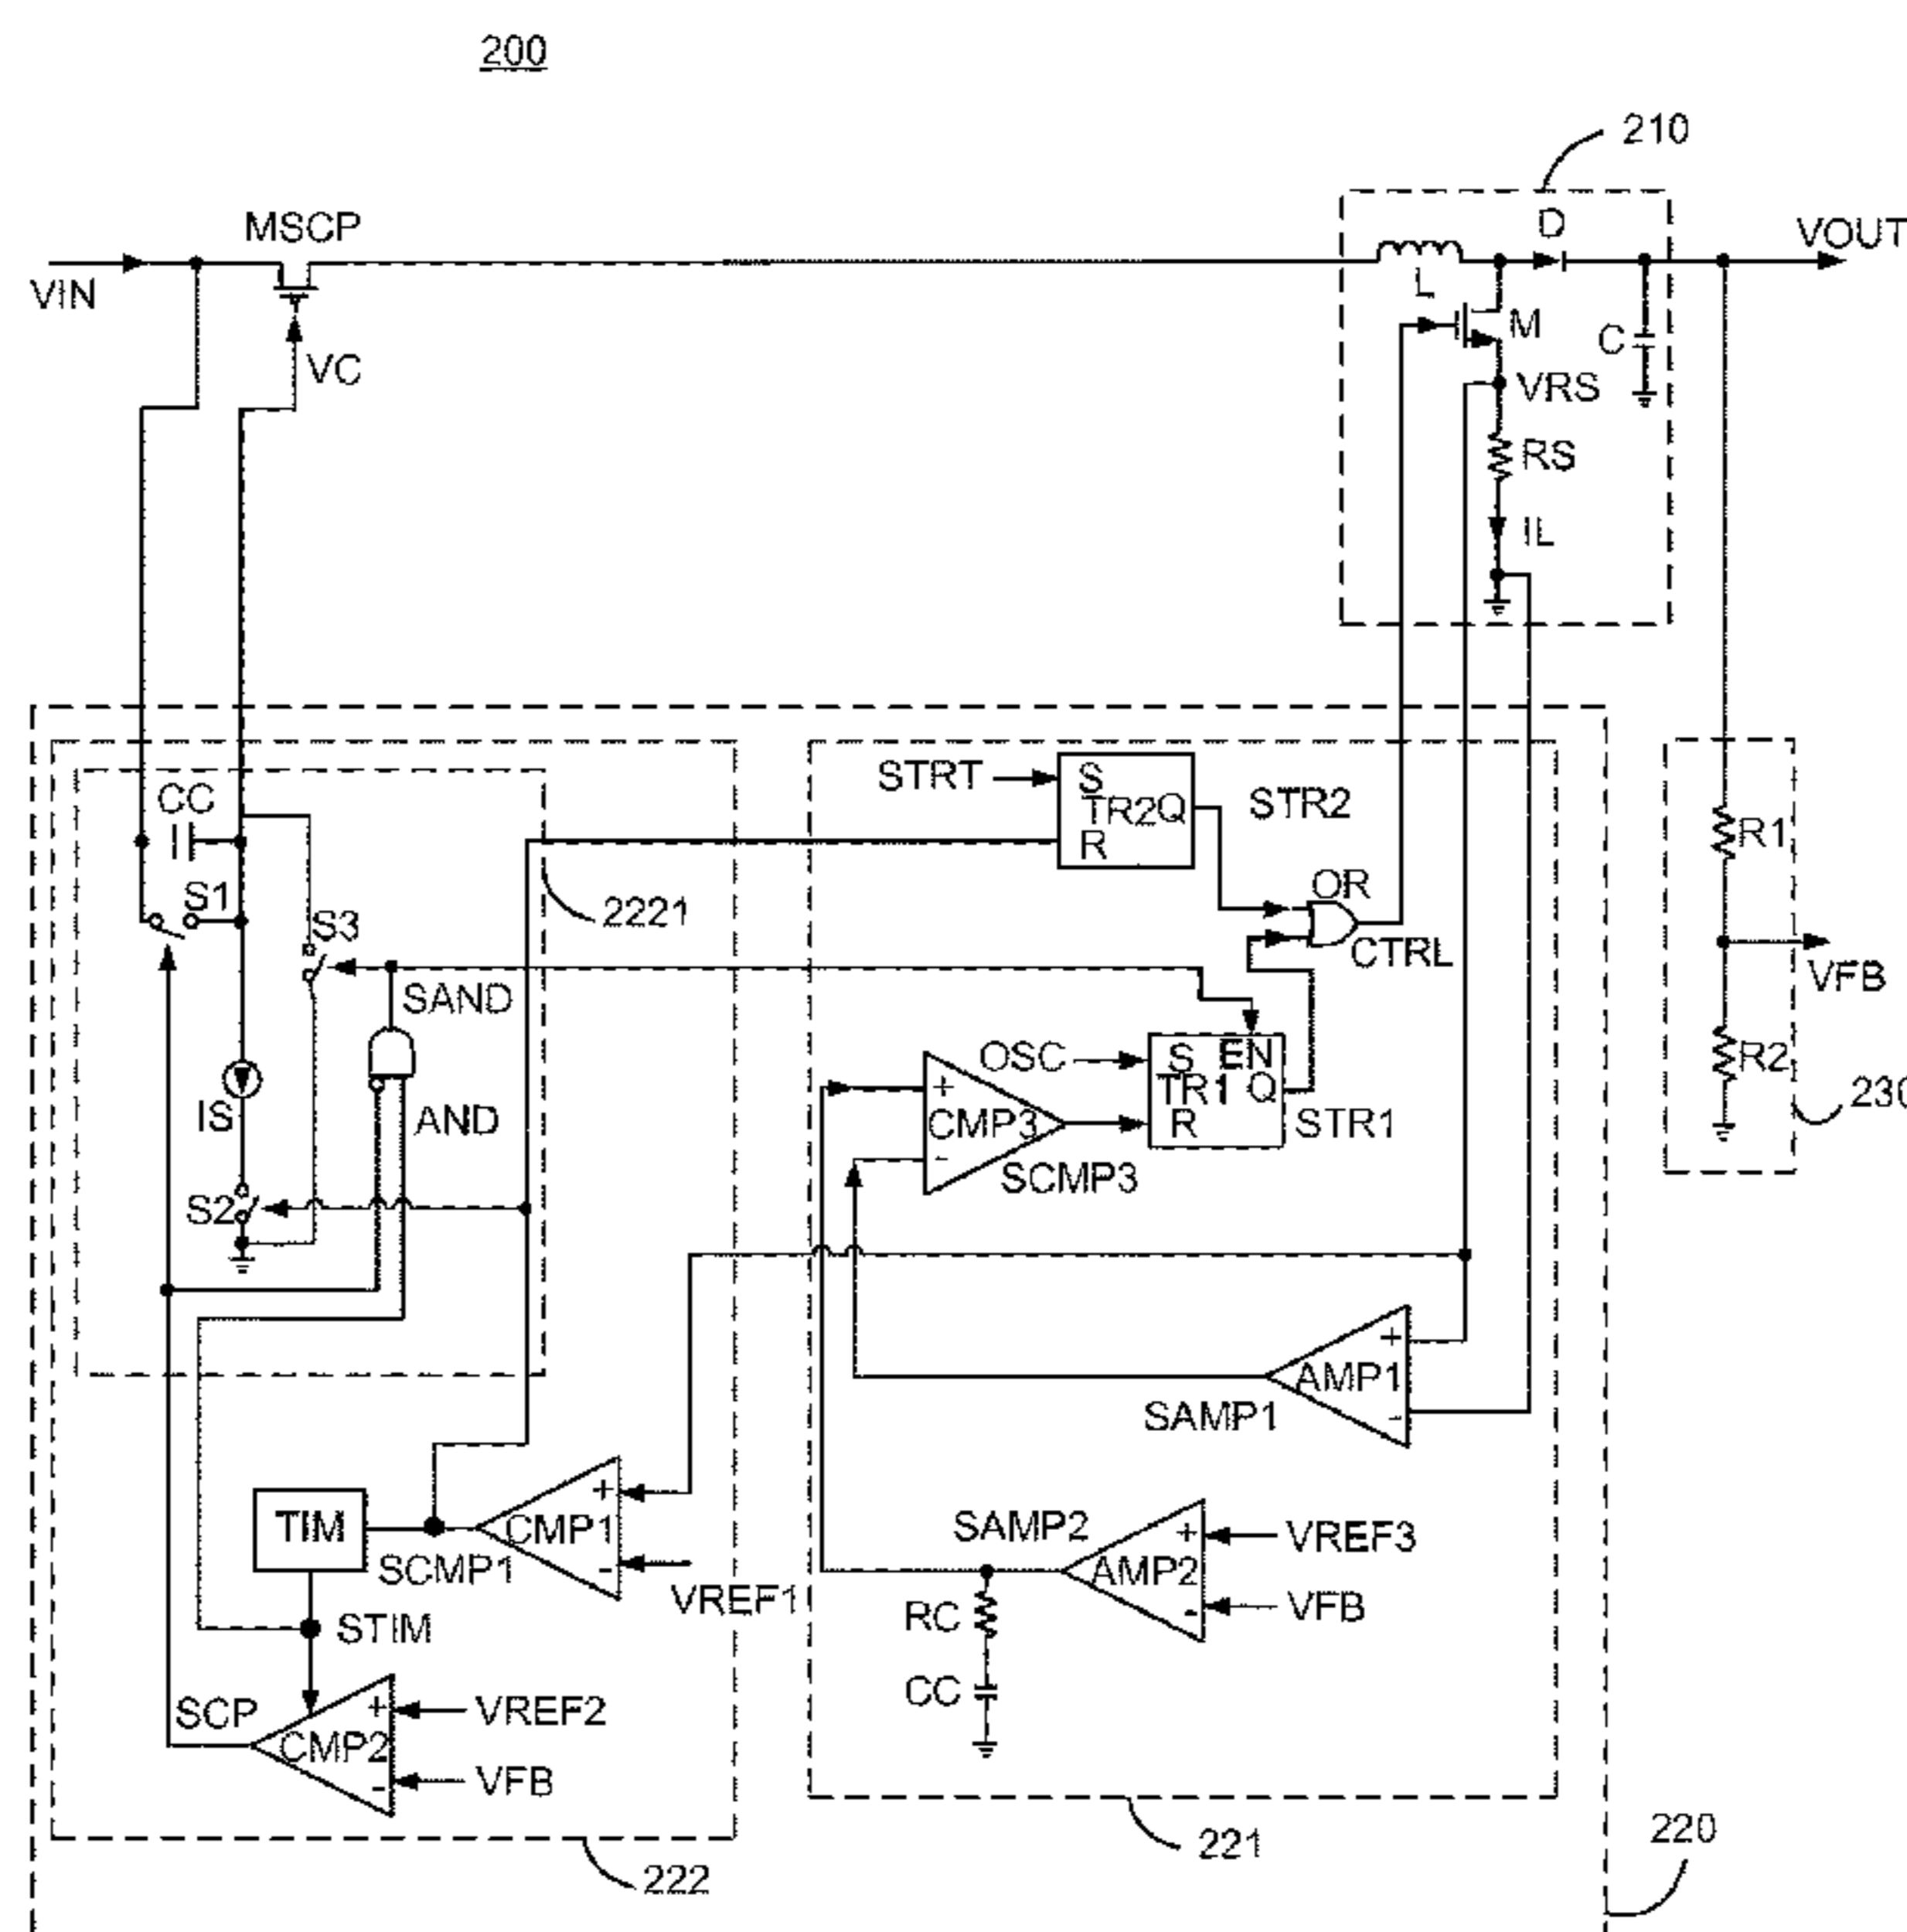 200
210
MSCP
D
VOUT
VIN
L
M
VC
C
VRS
RS
IL
CC
STRT
S
TR2 Q
R
STR2
R1
S1
2221
OR
S3
CTRL
SAND
VFB
OSC
S EN
TR1 Q
R
R2
IS
AND
+
CMP3
-
STR1
230
SCMP3
S2
+
AMP1
-
SAMP1
TIM
+
CMP1
-
SCMP1
VREF1
SAMP2
+
AMP2
-
VREF3
VFB
RC
STIM
CC
SCP
+
CMP2
-
VREF2
VFB
221
220
222